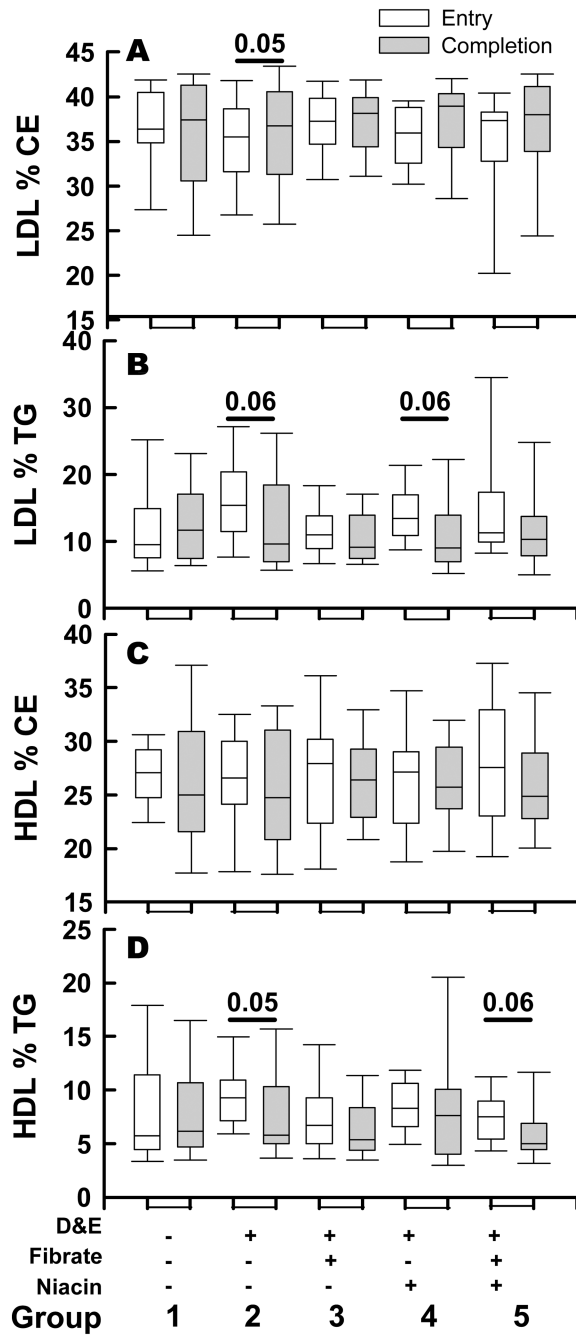 Entry
Completion
A
0.05
LDL % CE
45
40
35
30
25
20
15
B
0.06
0.06
LDL % TG
40
30
20
10
0
C
HDL % CE
40
35
30
25
20
15
D
0.05
0.06
HDL % TG
25
20
15
10
5
0
D&E - + + + +
Fibrate - - + - +
Niacin - - - + +
Group 1 2 3 4 5